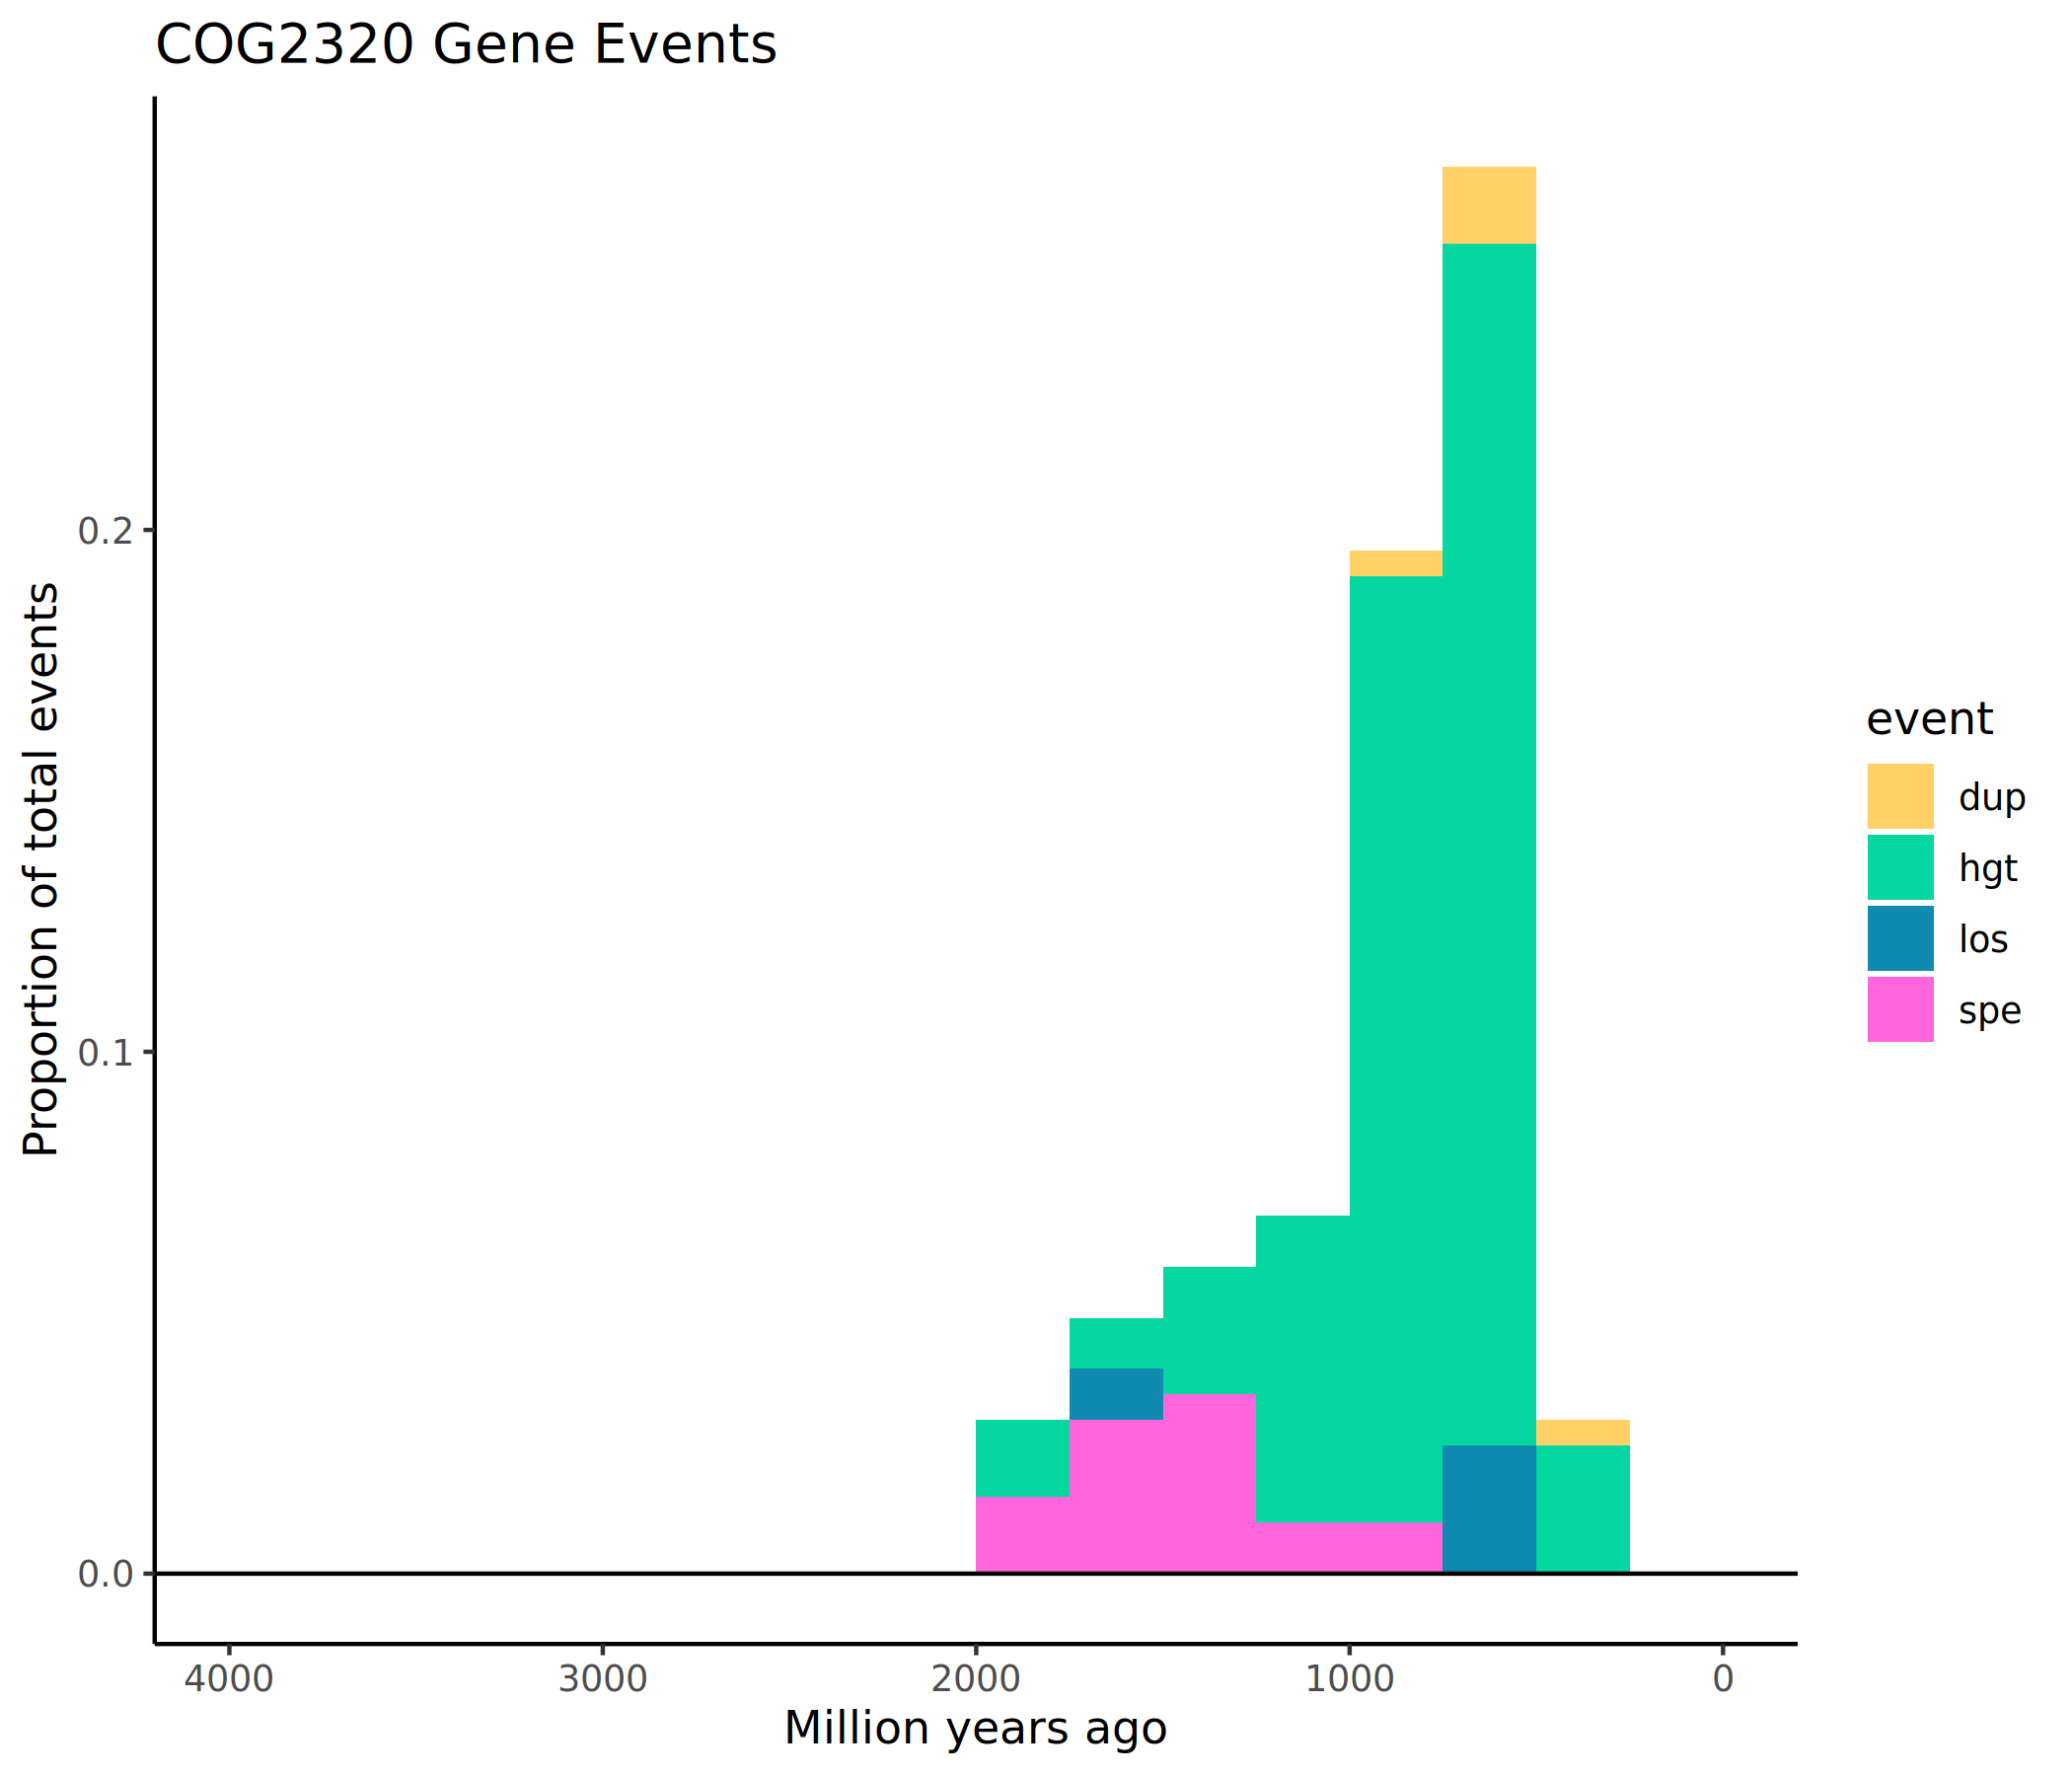 COG2320 Gene Events
Proportion of total events
0.2
0.1
0.0
4000 3000 2000 1000 0
Million years ago
event
dup
hgt
los
spe